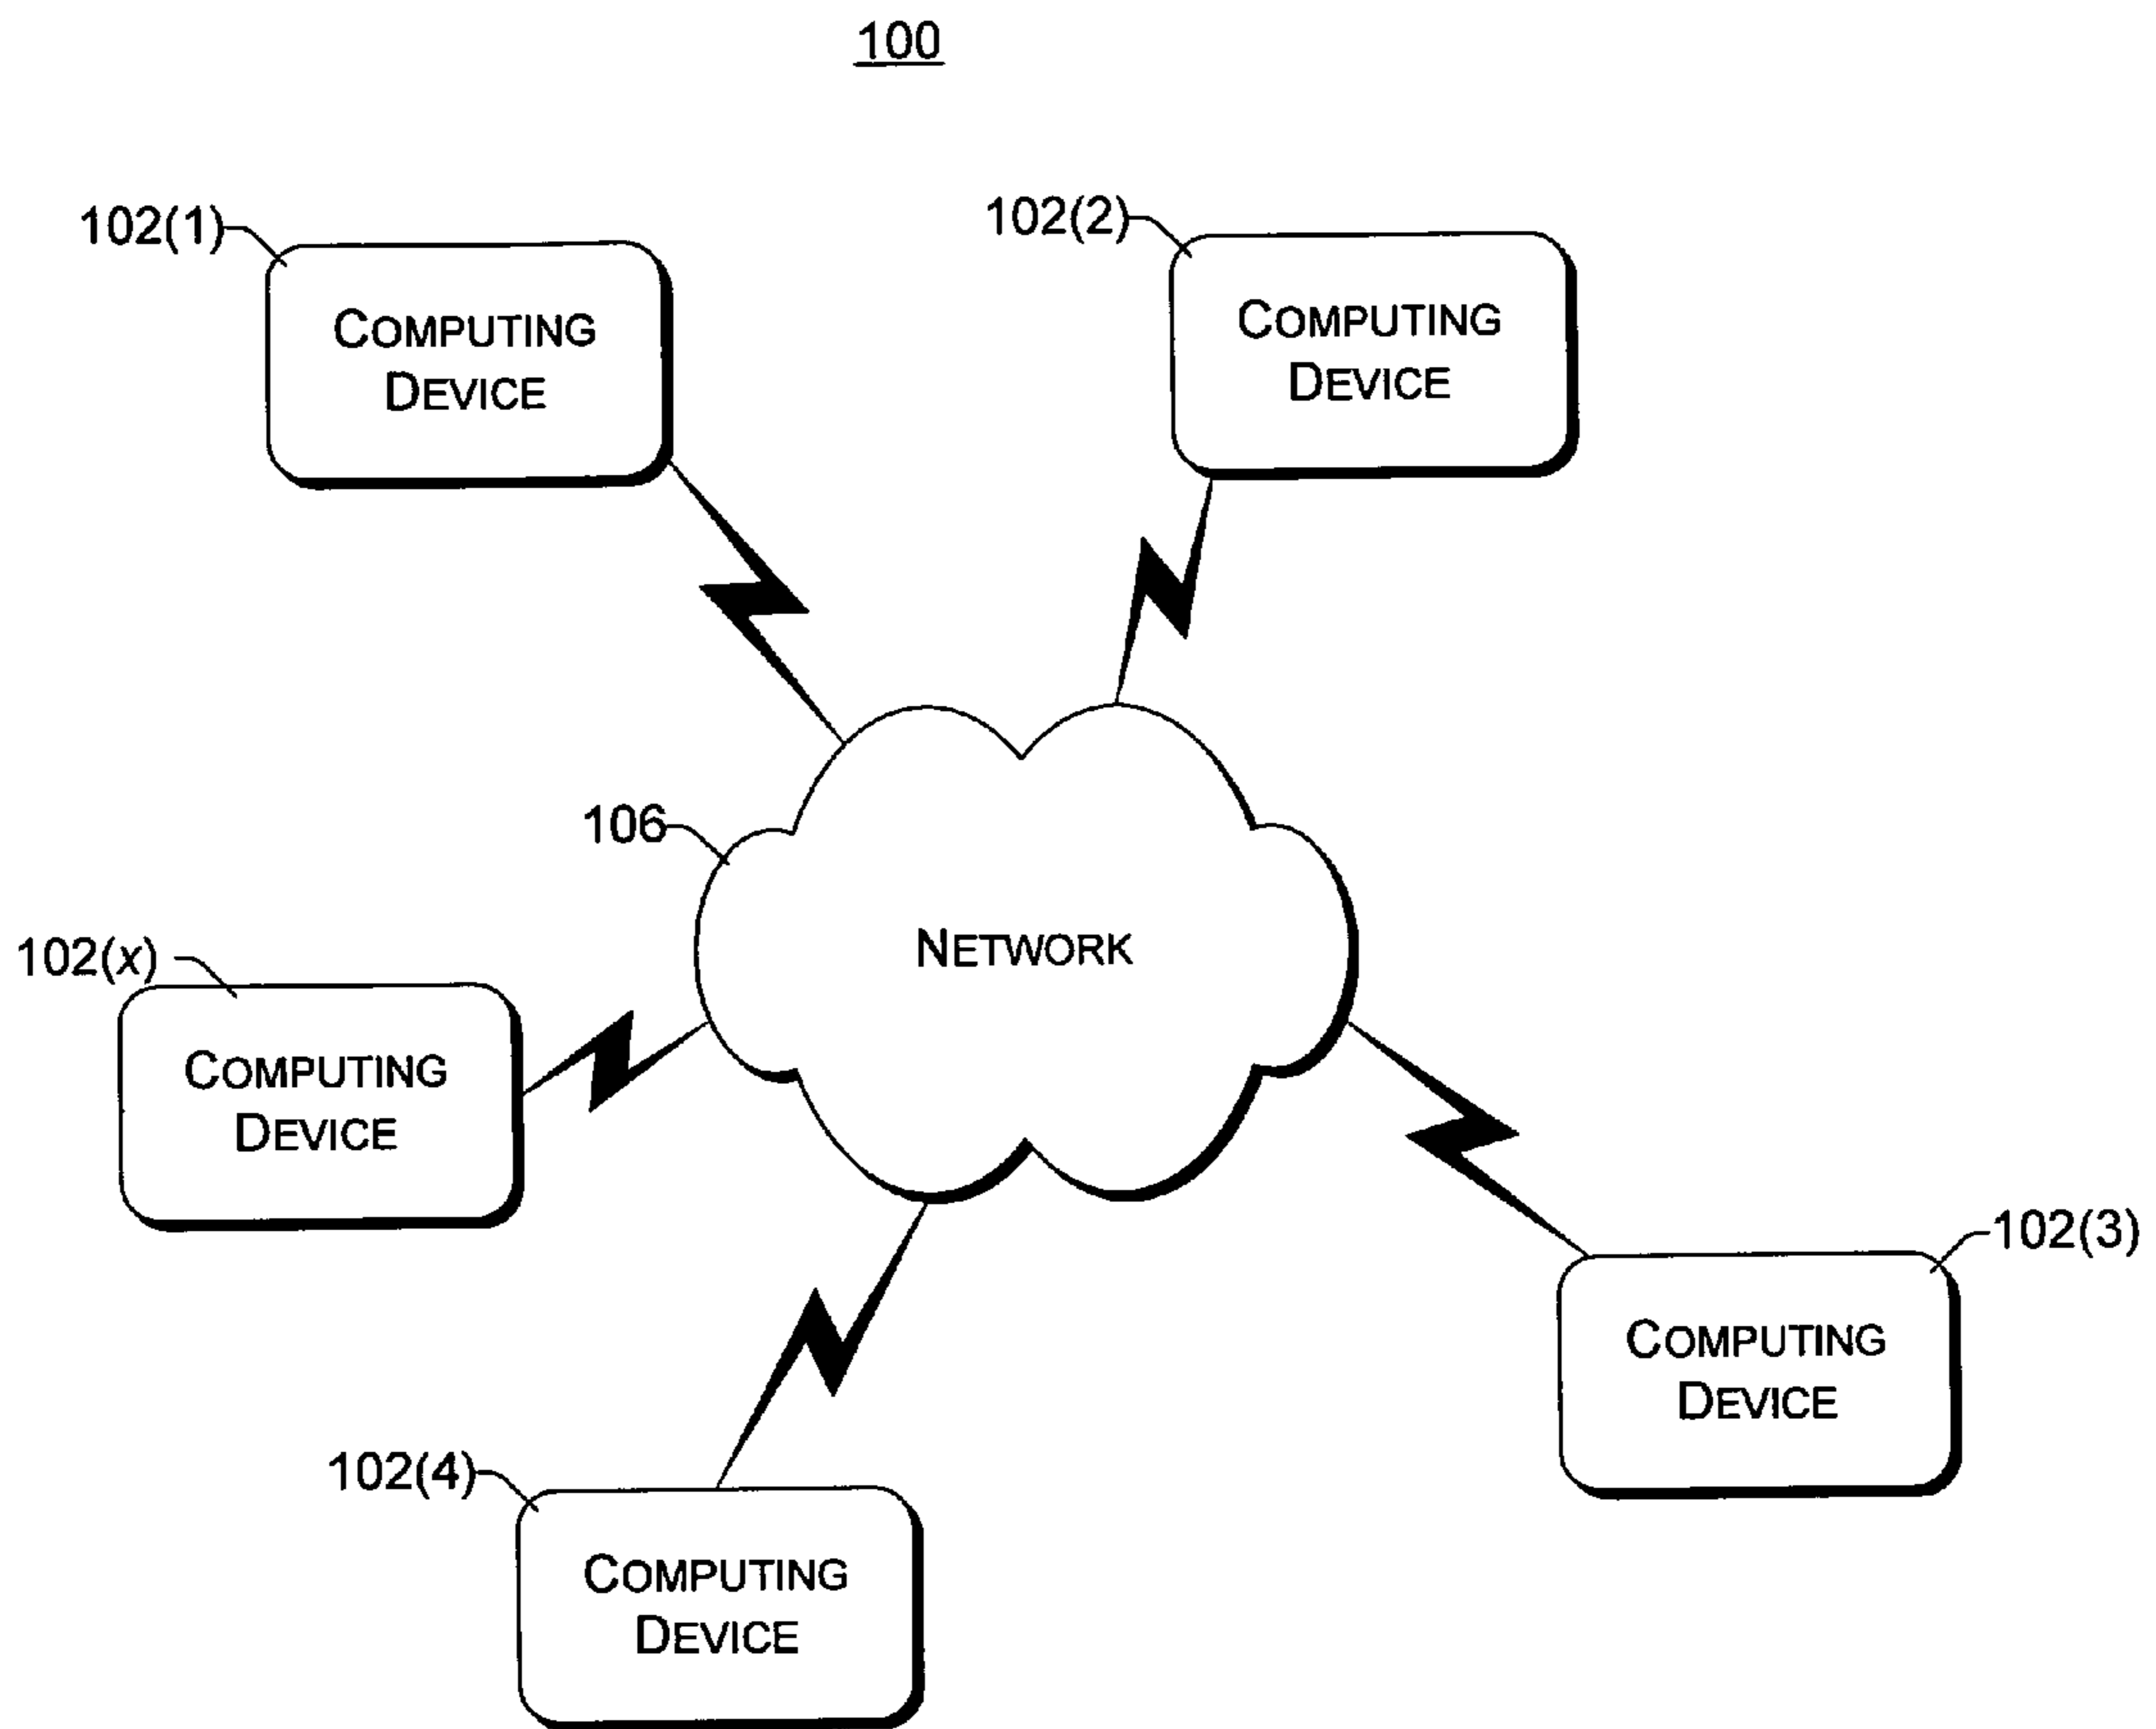 100
102(1)
102(2)
COMPUTING
DEVICE
COMPUTING
DEVICE
106
NETWORK
102(x)
COMPUTING
DEVICE
102(3)
COMPUTING
DEVICE
102(4)
COMPUTING
DEVICE